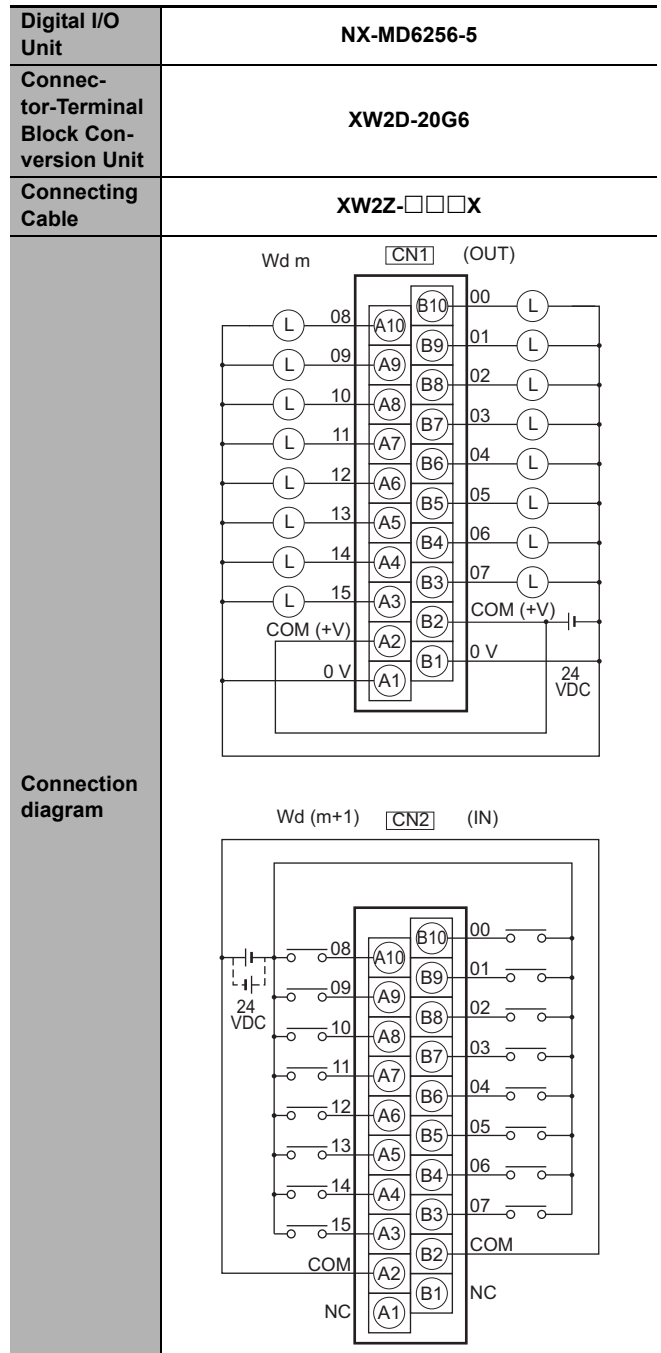 Digital I/O
Unit
NX-MD6256-5
Connec-
tor-Terminal
Block Con-
version Unit
XW2D-20G6
Connecting
Cable
XW2Z-□□□X
Connection
diagram
Wd m
CN1
(OUT)
08 A10 B10 00
L L
09 A9 B9 01
L L
10 A8 B8 02
L L
11 A7 B7 03
L L
12 A6 B6 04
L L
13 A5 B5 05
L L
14 A4 B4 06
L L
15 A3 B3 07
L L
COM (+V) A2 B2 COM (+V)
0 V A1 B1 0 V
24
VDC
Wd (m+1)
CN2
(IN)
08 A10 B10 00
09 A9 B9 01
24
VDC
10 A8 B8 02
11 A7 B7 03
12 A6 B6 04
13 A5 B5 05
14 A4 B4 06
15 A3 B3 07
COM A2 B2 COM
NC A1 B1 NC